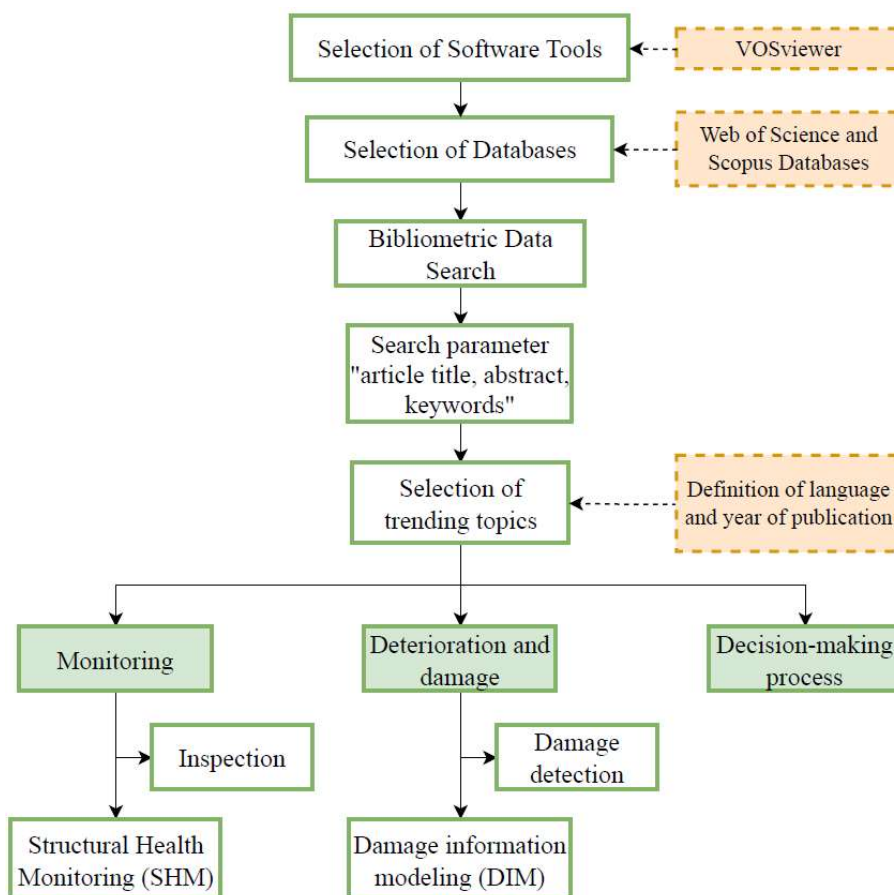 Selection of Software Tools
VOSviewer
Selection of Databases
Web of Science and
Scopus Databases
Bibliometric Data
Search
Search parameter
"article title, abstract,
keywords"
Selection of
trending topics
Definition of language
and year of publication
Monitoring
Deterioration and
damage
Decision-making
process
Inspection
Damage
detection
Structural Health
Monitoring (SHM)
Damage information
modeling (DIM)